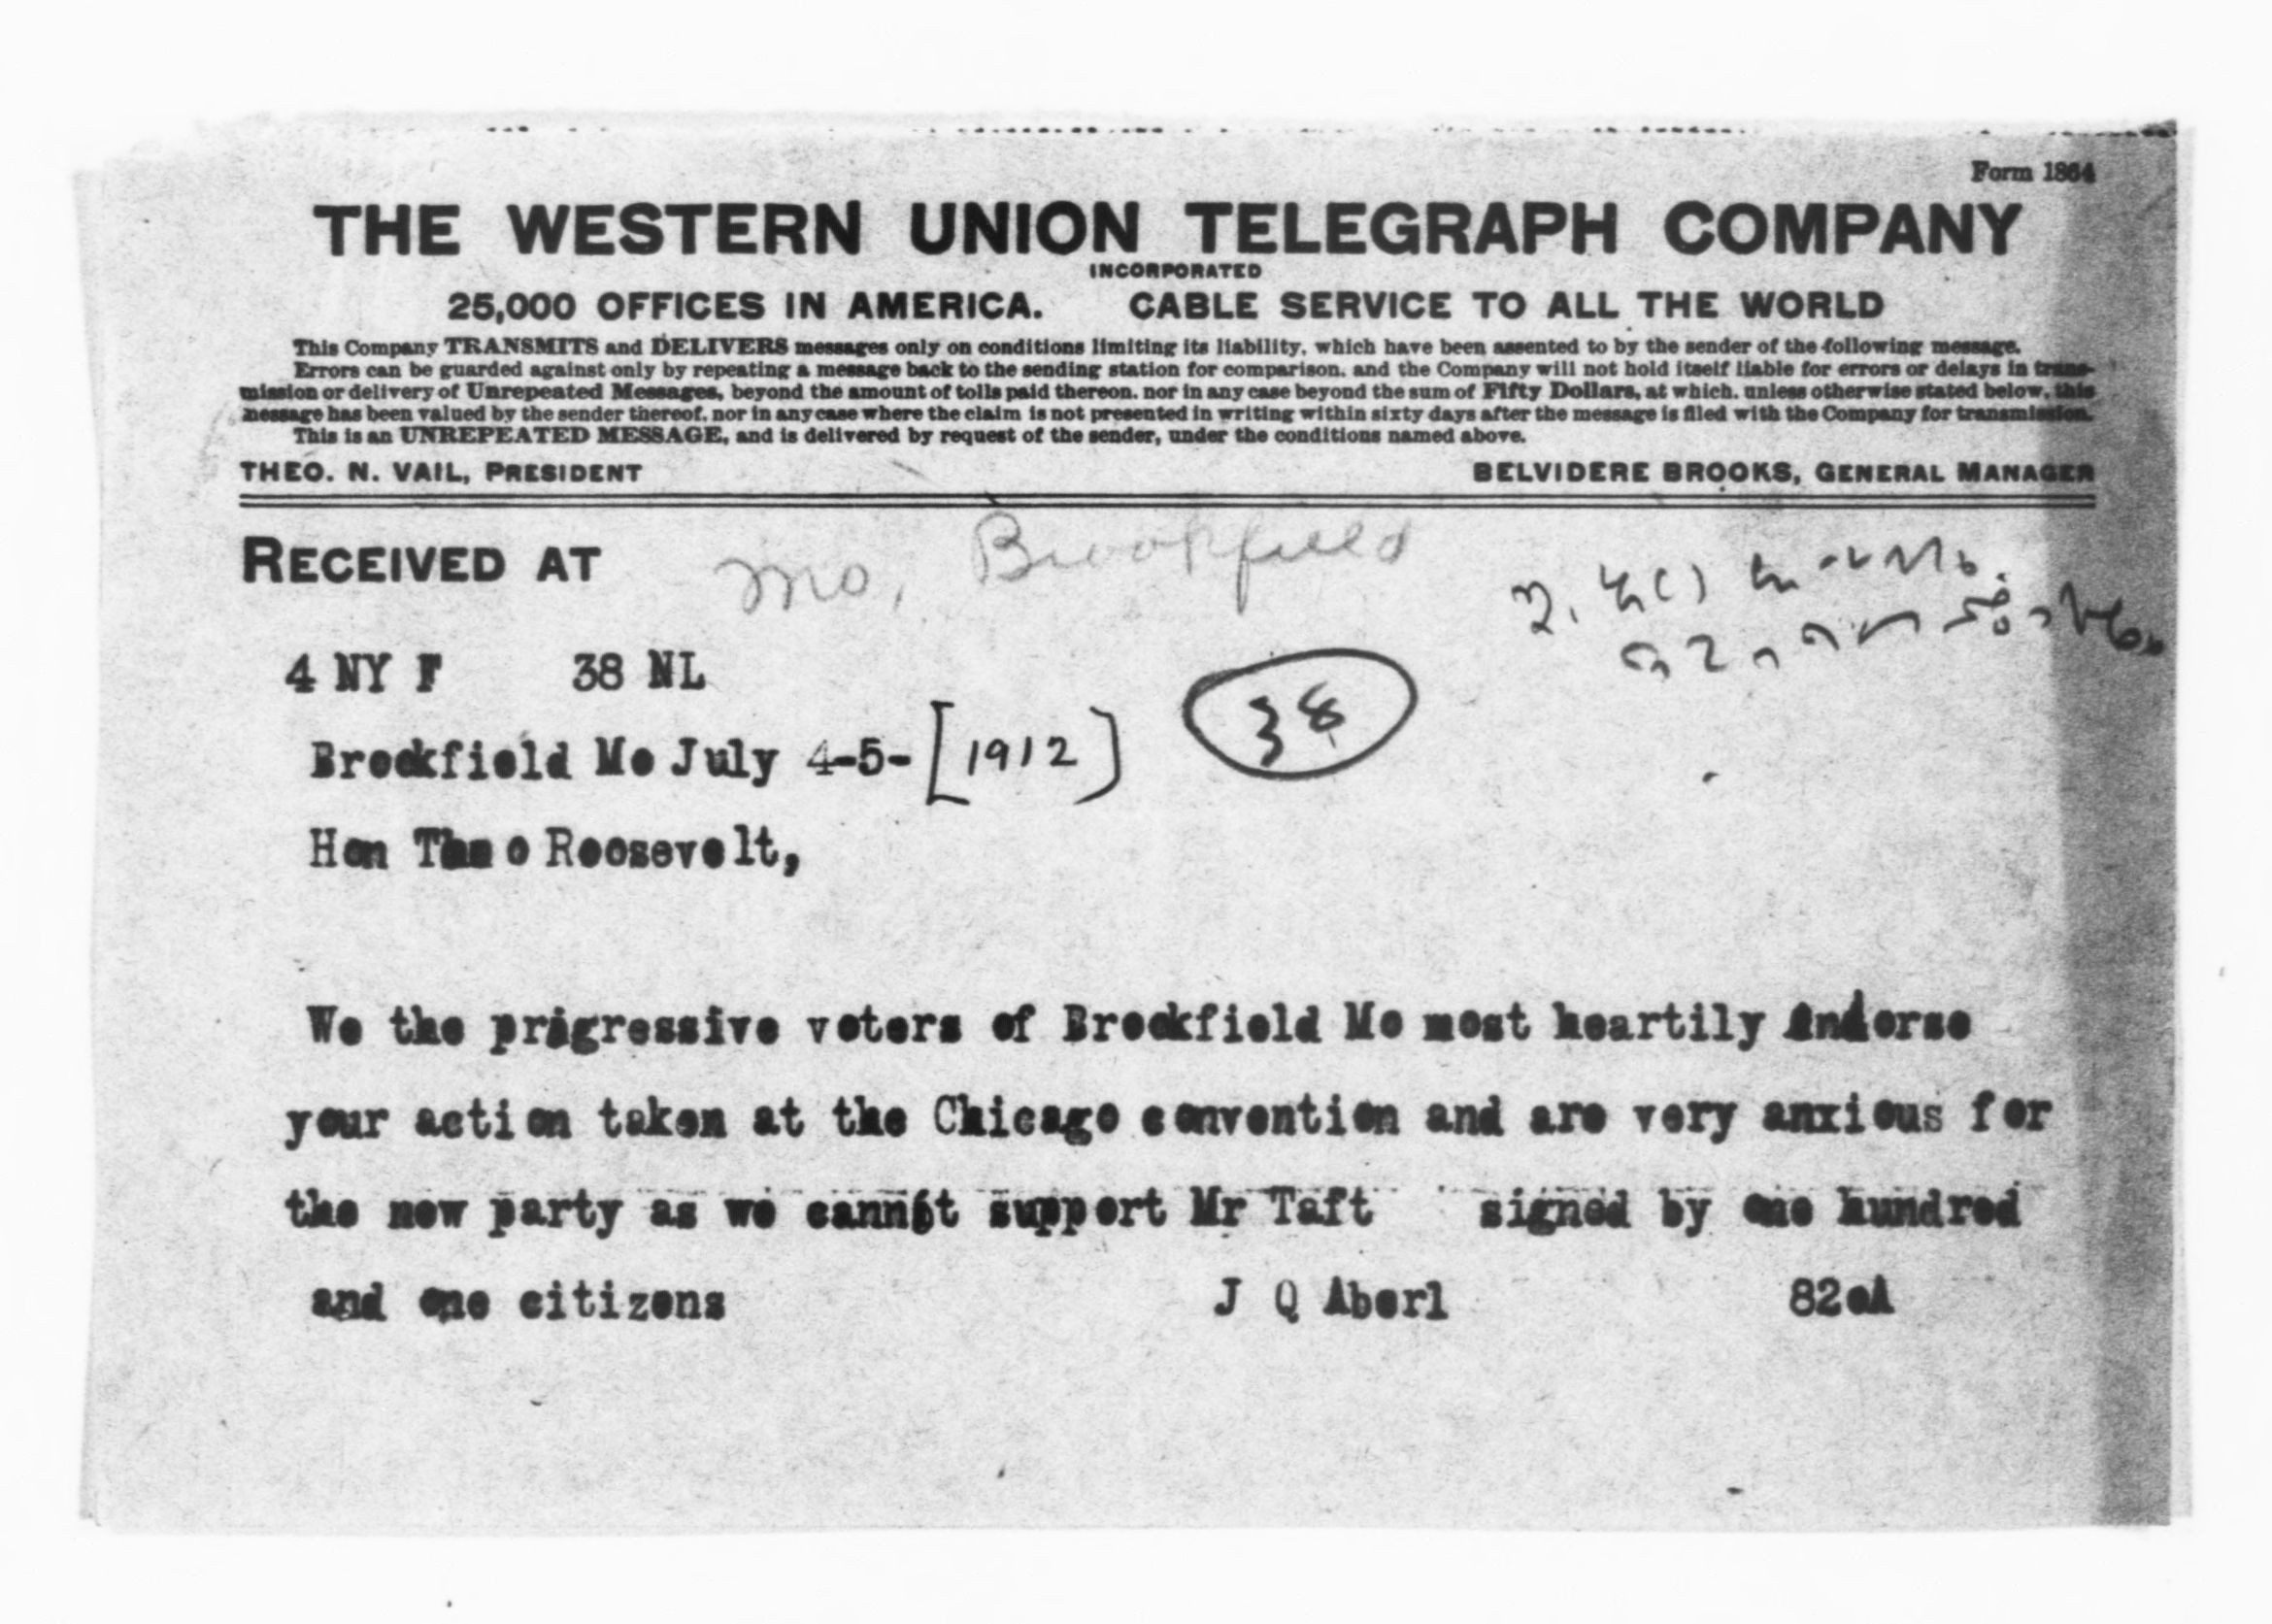 Form 1864
THE WESTERN UNION TELEGRAPH COMPANY
INCORPORATED
25,000 OFFICES IN AMERICA. CABLE SERVICE TO ALL THE WORLD
This Company TRANSMITS and DELIVERS messages only on conditions limiting its liability, which have been assented to by the sender of the following message.
Errors can be guarded against only by repeating a message back to the sending station for comparison, and the Company will not hold itself liable for errors or delays in trans-
mission or delivery of Unrepeated Messages, beyond the amount of tolls paid thereon, nor in any case beyond the sum of Fifty Dollars, at which, unless otherwise stated below, this
message has been valued by the sender thereof, nor in any case where the claim is not presented in writing within sixty days after the message is filed with the Company for transmission.
This is an UNREPEATED MESSAGE, and is delivered by request of the sender, under the conditions named above.
THEO. N. VAIL, PRESIDENT BELVIDERE BROOKS, GENERAL MANAGER
RECEIVED AT Mo, Brookfield
4 NY F 38 NL
38
Brookfield Mo July 4-5- [1912]
Hon Theo Roosevelt,
We the prigressive voters of Brookfield Mo most heartily endorse
your action taken at the Chicago convention and are very anxious for
the new party as we cannot support Mr Taft signed by one hundred
and one citizens J Q Aberl 820A